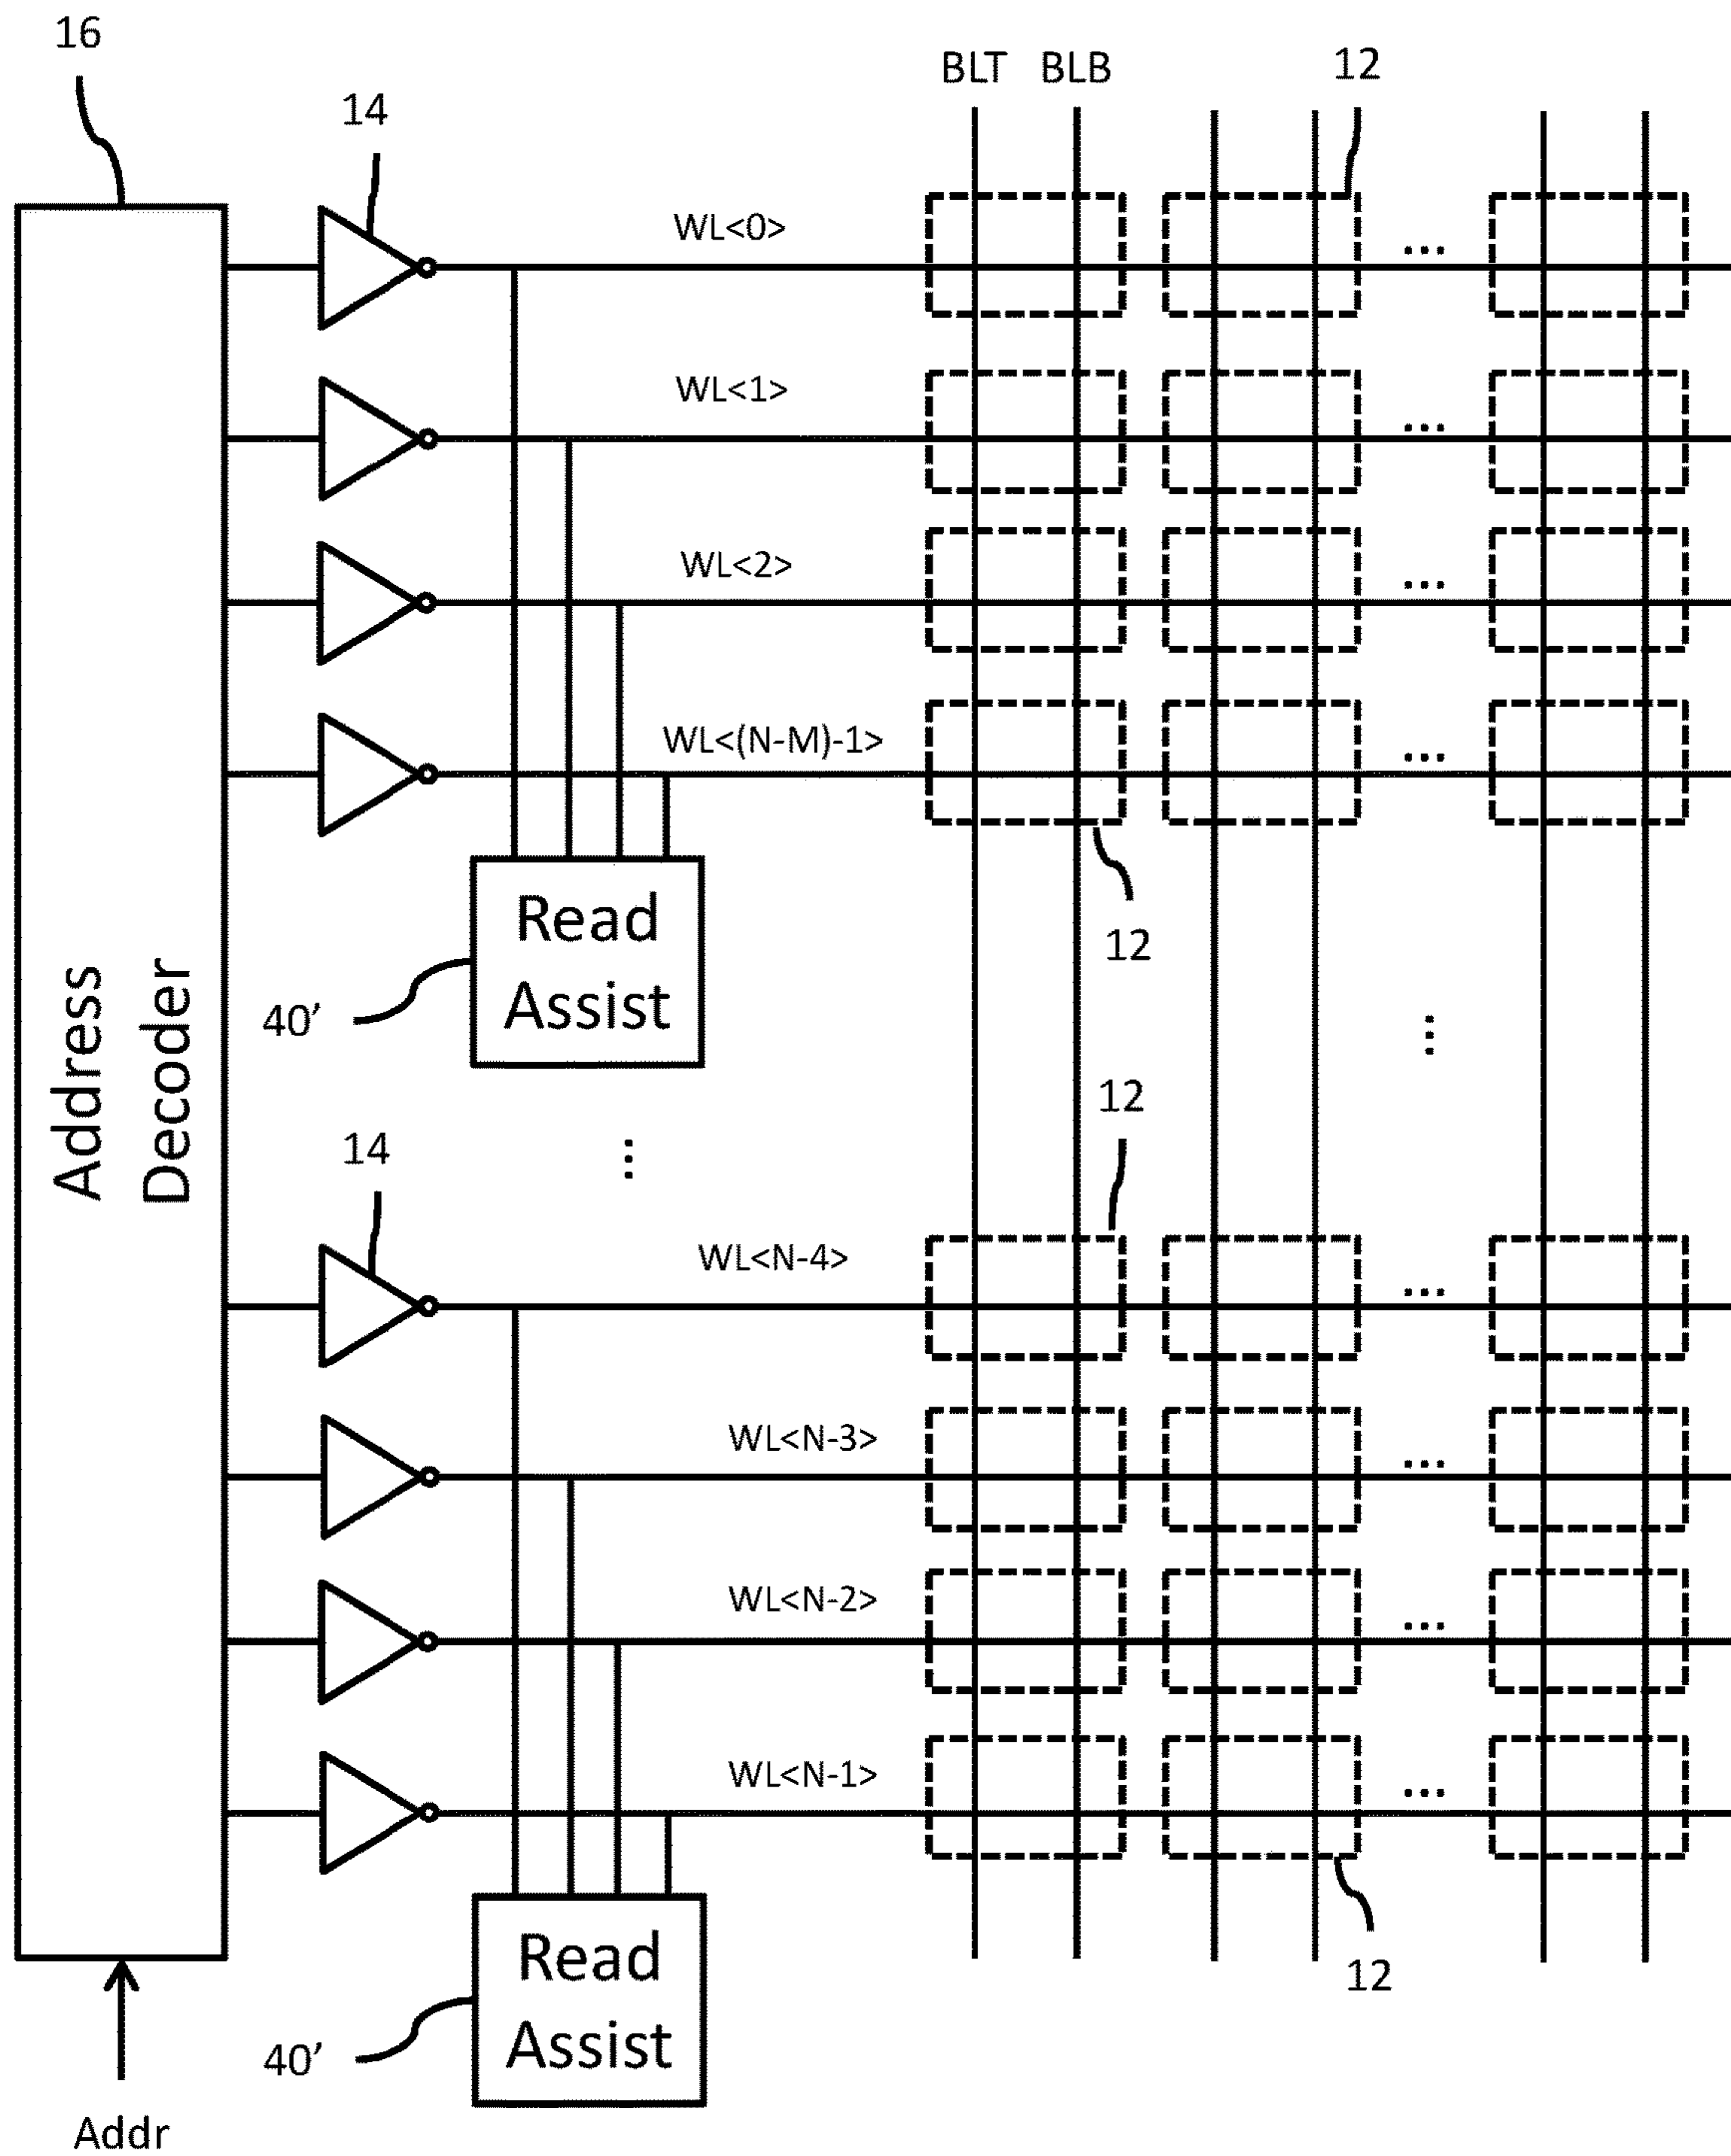 16
BLT BLB
12
14
WL<0>
WL<1>
WL<2>
WL<(N-M)-1>
Read
Assist
40’
12
Address
Decoder
...
...
...
...
...
12
14
...
WL<N-4>
...
WL<N-3>
...
WL<N-2>
...
WL<N-1>
...
Read
Assist
40’
12
Addr